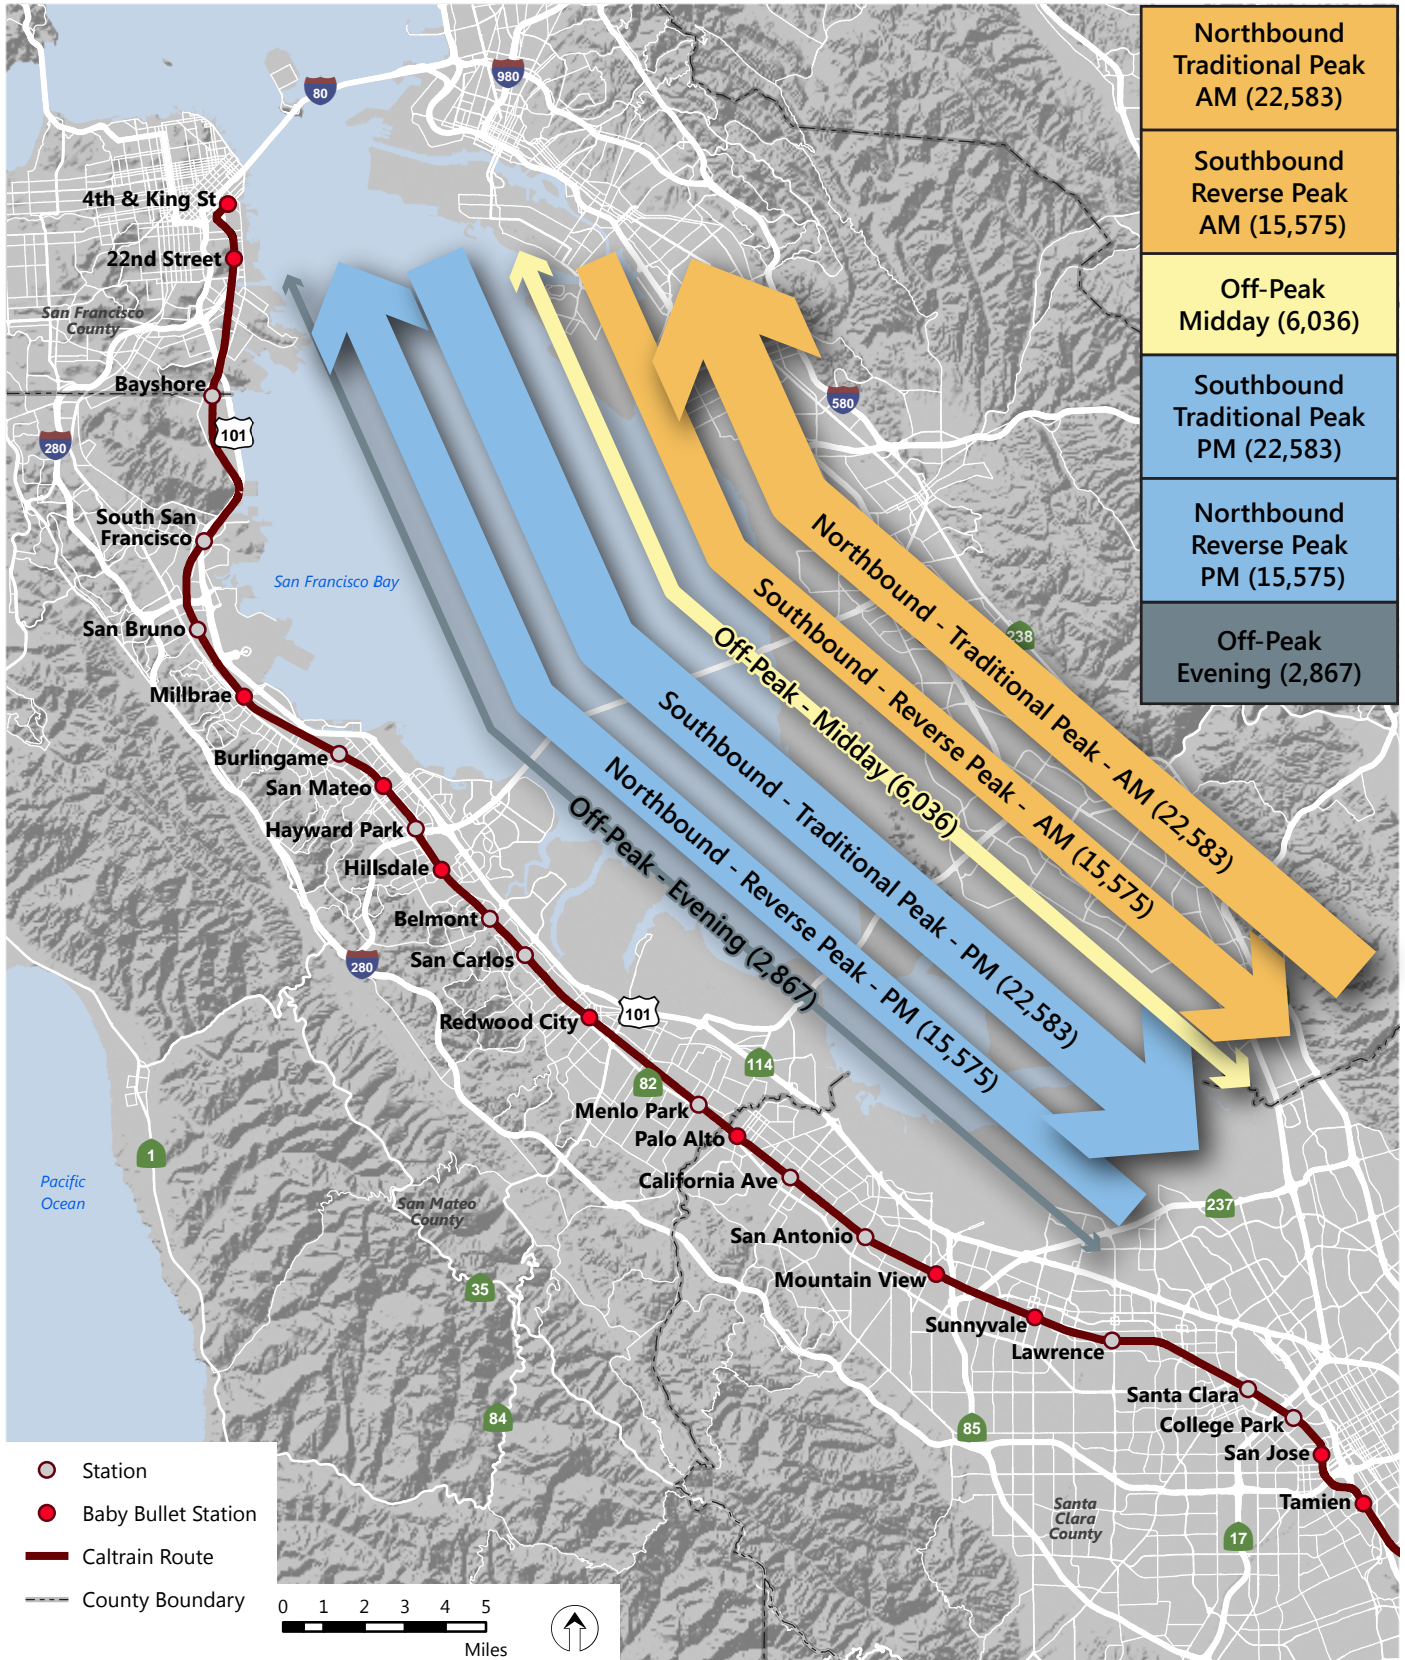 Northbound
Traditional Peak
AM (22,583)
Southbound
Reverse Peak
AM (15,575)
Off-Peak
Midday (6,036)
Southbound
Traditional Peak
PM (22,583)
Northbound
Reverse Peak
PM (15,575)
Off-Peak
Evening (2,867)
80
980
4th & King St
22nd Street
San Francisco
County
Bayshore
101
280
580
South San
Francisco
San Francisco Bay
San Bruno
238
Millbrae
Burlingame
San Mateo
Hayward Park
Hillsdale
Belmont
San Carlos
280
Redwood City
101
114
82
Menlo Park
Palo Alto
California Ave
1
Pacific
Ocean
San Mateo
County
237
San Antonio
Mountain View
35
Sunnyvale
Lawrence
Santa Clara
College Park
84
85
San Jose
Tamien
Santa
Clara
County
17
Northbound - Traditional Peak - AM (22,583)
Southbound - Reverse Peak - AM (15,575)
Off-Peak - Midday (6,036)
Southbound - Traditional Peak - PM (22,583)
Northbound - Reverse Peak - PM (15,575)
Off-Peak - Evening (2,867)
Station
Baby Bullet Station
Caltrain Route
County Boundary
0 1 2 3 4 5
Miles